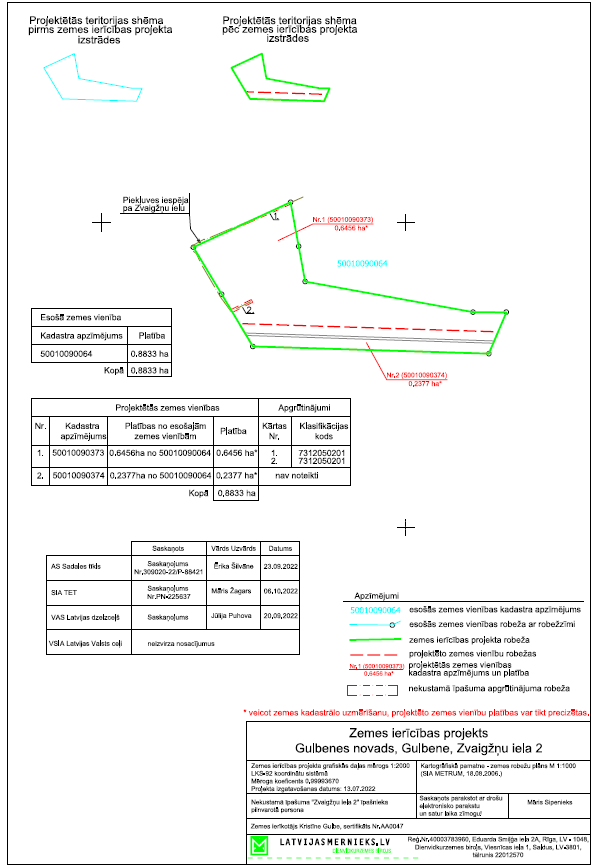 Projektētās teritorijas shēma
pirms zemes ierīcības projekta
izstrādes
Projektētās teritorijas shēma
pēc zemes ierīcības projekta
izstrādes
Piekļuves iespēja
pa Zvaigžņu ielu
1.
Nr.1 (50010090373)
0,6456 ha*
50010090064
2.
Nr.2 (50010090374)
0,2377 ha*
Esošā zemes vienība
Kadastra apzīmējums Platība
50010090064 0.8833 ha
Kopā 0,8833 ha
Projektētās zemes vienības Apgrūtinājumi
Nr. Kadastra apzīmējums Platības no esošajām zemes vienībām Platība Kārtas Nr. Klasifikācijas kods
1. 50010090373 0.6456ha no 50010090064 0.6456 ha* 1. 7312050201
2. 7312050201
2. 50010090374 0,2377ha no 50010090064 0,2377 ha* nav noteikti
Kopā 0,8833 ha
Saskaņots Vārds Uzvārds Datums
AS Sadales tīkls Saskaņojums Nr.309020-22/P-88421 Ērika Šilvāne 23.09.2022
SIA TET Saskaņojums Nr.PN-225637 Māris Žagars 06,10.2022
VAS Latvijas dzelzceļš Saskaņojums Jūlija Puhova 20,09.2022
VSIA Latvijas Valsts ceļi neizvirza nosacījumus
Apzīmējumi
50010090064 esošās zemes vienības kadastra apzīmējums
esošās zemes vienības robeža ar robežzīmi
zemes ierīcības projekta robeža
projektēto zemes vienību robežas
Nr.1 (50010090373) projektētās zemes vienības
0.6456 ha* kadastra apzīmējums un platība
nekustamā īpašuma apgrūtinājuma robeža
* veicot zemes kadastrālo uzmērīšanu, projektēto zemes vienību platības var tikt precizētas.
Zemes ierīcības projekts
Gulbenes novads, Gulbene, Zvaigžņu iela 2
Zemes ierīcības projekta grafiskās daļas mērogs 1:2000
LKS-92 koordinātu sistēmā
Mēroga koeficents 0,99993670
Projekta izgatavošanas datums: 13.07.2022
Kartogrāfiskā pamatne - zemes robežu plāns M 1:1000
(SIA METRUM, 18.08.2006.)
Nekustamā īpašuma "Zvaigžņu iela 2" īpašnieka
pilnvarotā persona
Saskaņots parakstot ar drošu
elektronisko parakstu
un satur laika zīmogu!
Māris Sipenieks
Zemes ierīkotājs Kristīne Gulbe, sertifikāts Nr.AA0047
LATVIJASMERNIEKS.LV
Reģ.Nr.40003783960, Eduarda Smiļģa iela 2A, Rīga, LV - 1048,
Dienvidkurzemes birojs, Viesnīcas iela 1, Saldus, LV-3801,
tālrunis 22012570